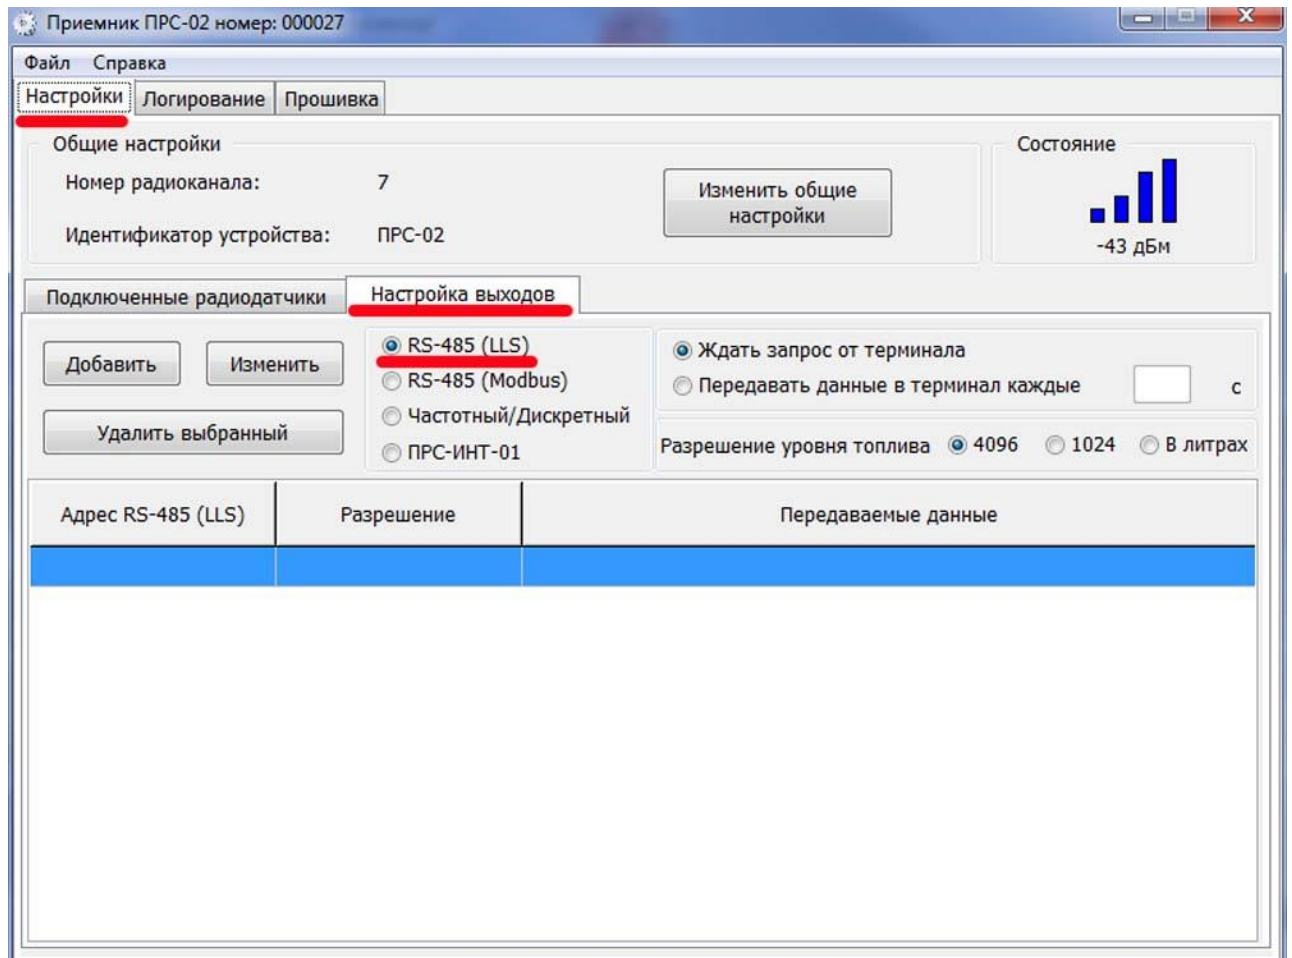 Приемник ПРС-02 номер: 000027
Файл Справка
Настройки Логирование Прошивка
Общие настройки
Состояние
Номер радиоканала: 7
Изменить общие
настройки
Идентификатор устройства: ПРС-02
-43 дБм
Подключенные радиодатчики Настройка выходов
Добавить Изменить
Удалить выбранный
RS-485 (LLS)
RS-485 (Modbus)
Частотный/Дискретный
ПРС-ИНТ-01
Ждать запрос от терминала
Передавать данные в терминал каждые с
Разрешение уровня топлива 4096 1024 В литрах
Адрес RS-485 (LLS) Разрешение Передаваемые данные